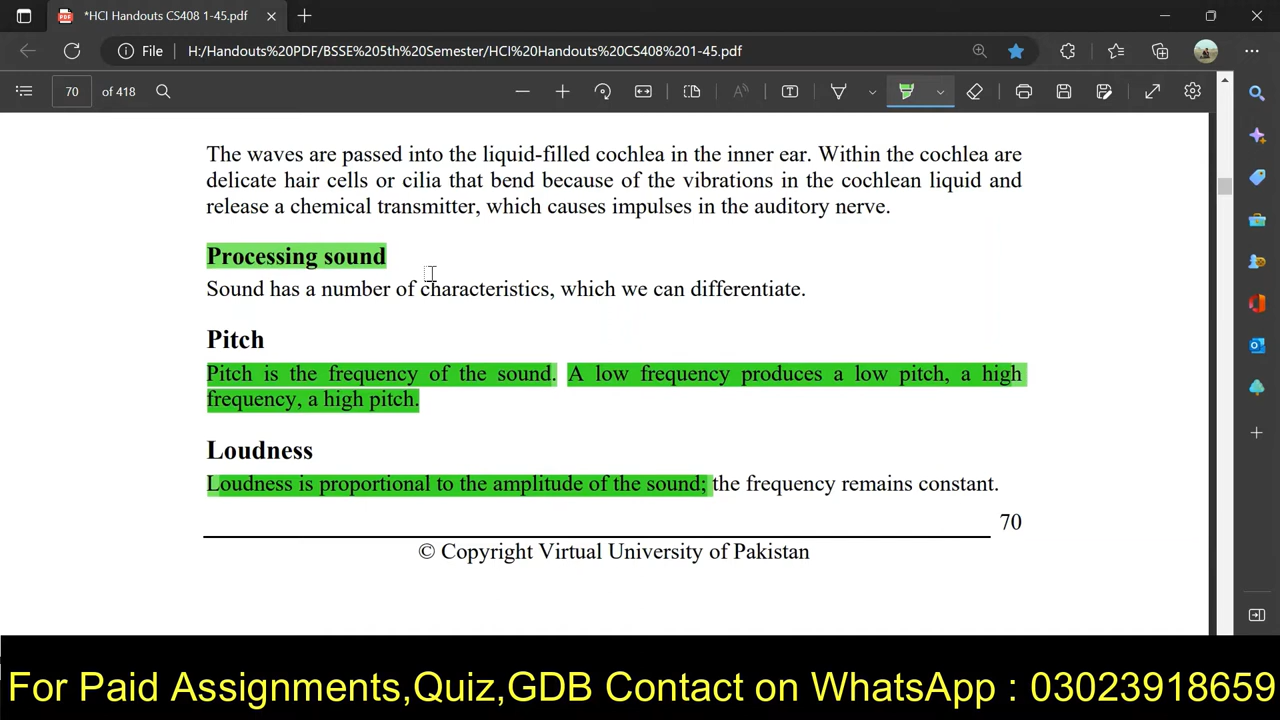 *HCI Handouts CS408 1-45.pdf
File H:/Handouts%20PDF/BSSE%205th%20Semester/HCI%20Handouts%20CS408%201-45.pdf
70 of 418
The waves are passed into the liquid-filled cochlea in the inner ear. Within the cochlea are
delicate hair cells or cilia that bend because of the vibrations in the cochlean liquid and
release a chemical transmitter, which causes impulses in the auditory nerve.
Processing sound
Sound has a number of characteristics, which we can differentiate.
Pitch
Pitch is the frequency of the sound. A low frequency produces a low pitch, a high
frequency, a high pitch.
Loudness
Loudness is proportional to the amplitude of the sound; the frequency remains constant.
70
© Copyright Virtual University of Pakistan
For Paid Assignments,Quiz,GDB Contact on WhatsApp : 03023918659